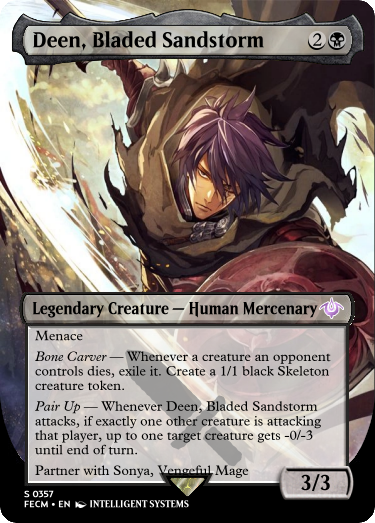 Deen, Bladed Sandstorm 2
Legendary Creature — Human Mercenary
Menace
Bone Carver — Whenever a creature an opponent
controls dies, exile it. Create a 1/1 black Skeleton
creature token.
Pair Up — Whenever Deen, Bladed Sandstorm
attacks, if exactly one other creature is attacking
that player, up to one target creature gets -0/-3
until end of turn.
Partner with Sonya, Vengeful Mage
3/3
S 0357
FECM • EN INTELLIGENT SYSTEMS